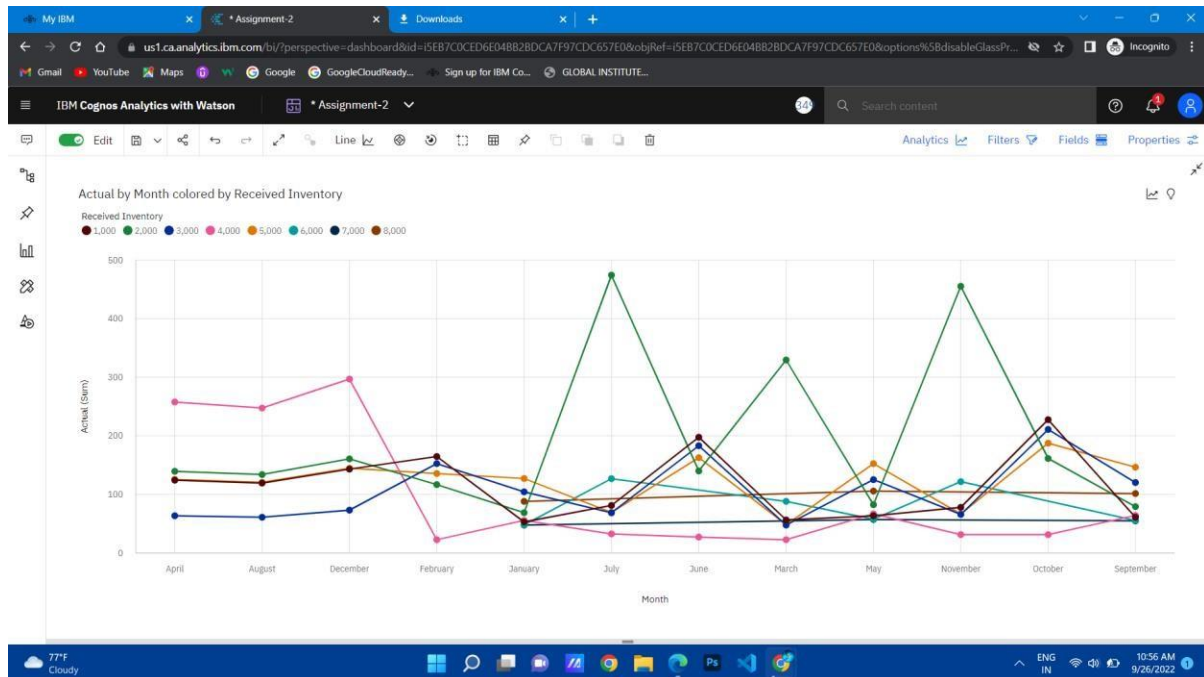 My IBM
* Assignment-2
Downloads
us1.ca.analytics.ibm.com/bi/?perspective=dashboard&id=i5EB7C0CED6E04BB2BDCA7F97CDC657E0&objRef=i5EB7C0CED6E04BB2BDCA7F97CDC657E0&options%5BdisableGlassPr...
Incognito
Gmail YouTube Maps Google GoogleCloudReady... Sign up for IBM Co... GLOBAL INSTITUTE...
IBM Cognos Analytics with Watson * Assignment-2 Search content 1
Edit Line Analytics Filters Fields Properties
Actual by Month colored by Received Inventory
Received Inventory
1,000 2,000 3,000 4,000 5,000 6,000 7,000 8,000
500
400
300
200
100
0
Actual (Sum)
April August December February January July June March May November October September
Month
77°F
Cloudy
Ps
ENG
IN
10:56 AM
9/26/2022
1